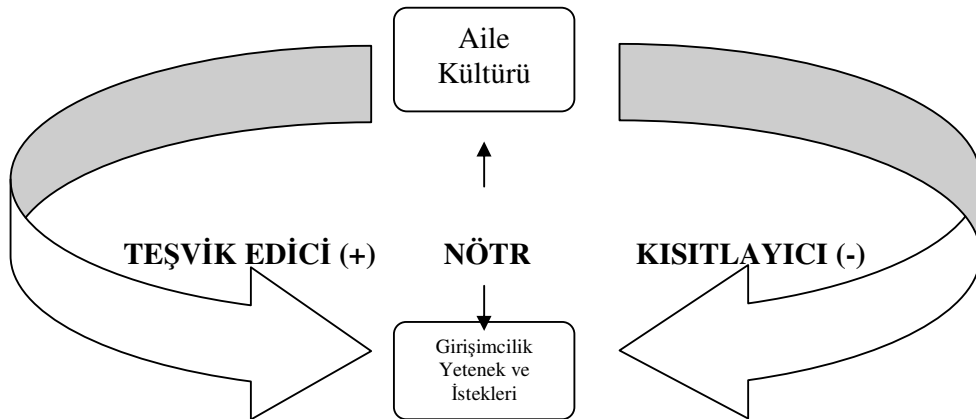 Aile
Kültürü
TEŞVİK EDİCİ (+) NÖTR KISITLAYICI (-)
Girişimcilik
Yetenek ve
İstekleri